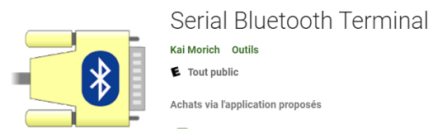 Serial Bluetooth Terminal
Kai Morich Outils
E Tout public
Achats via l'application proposés